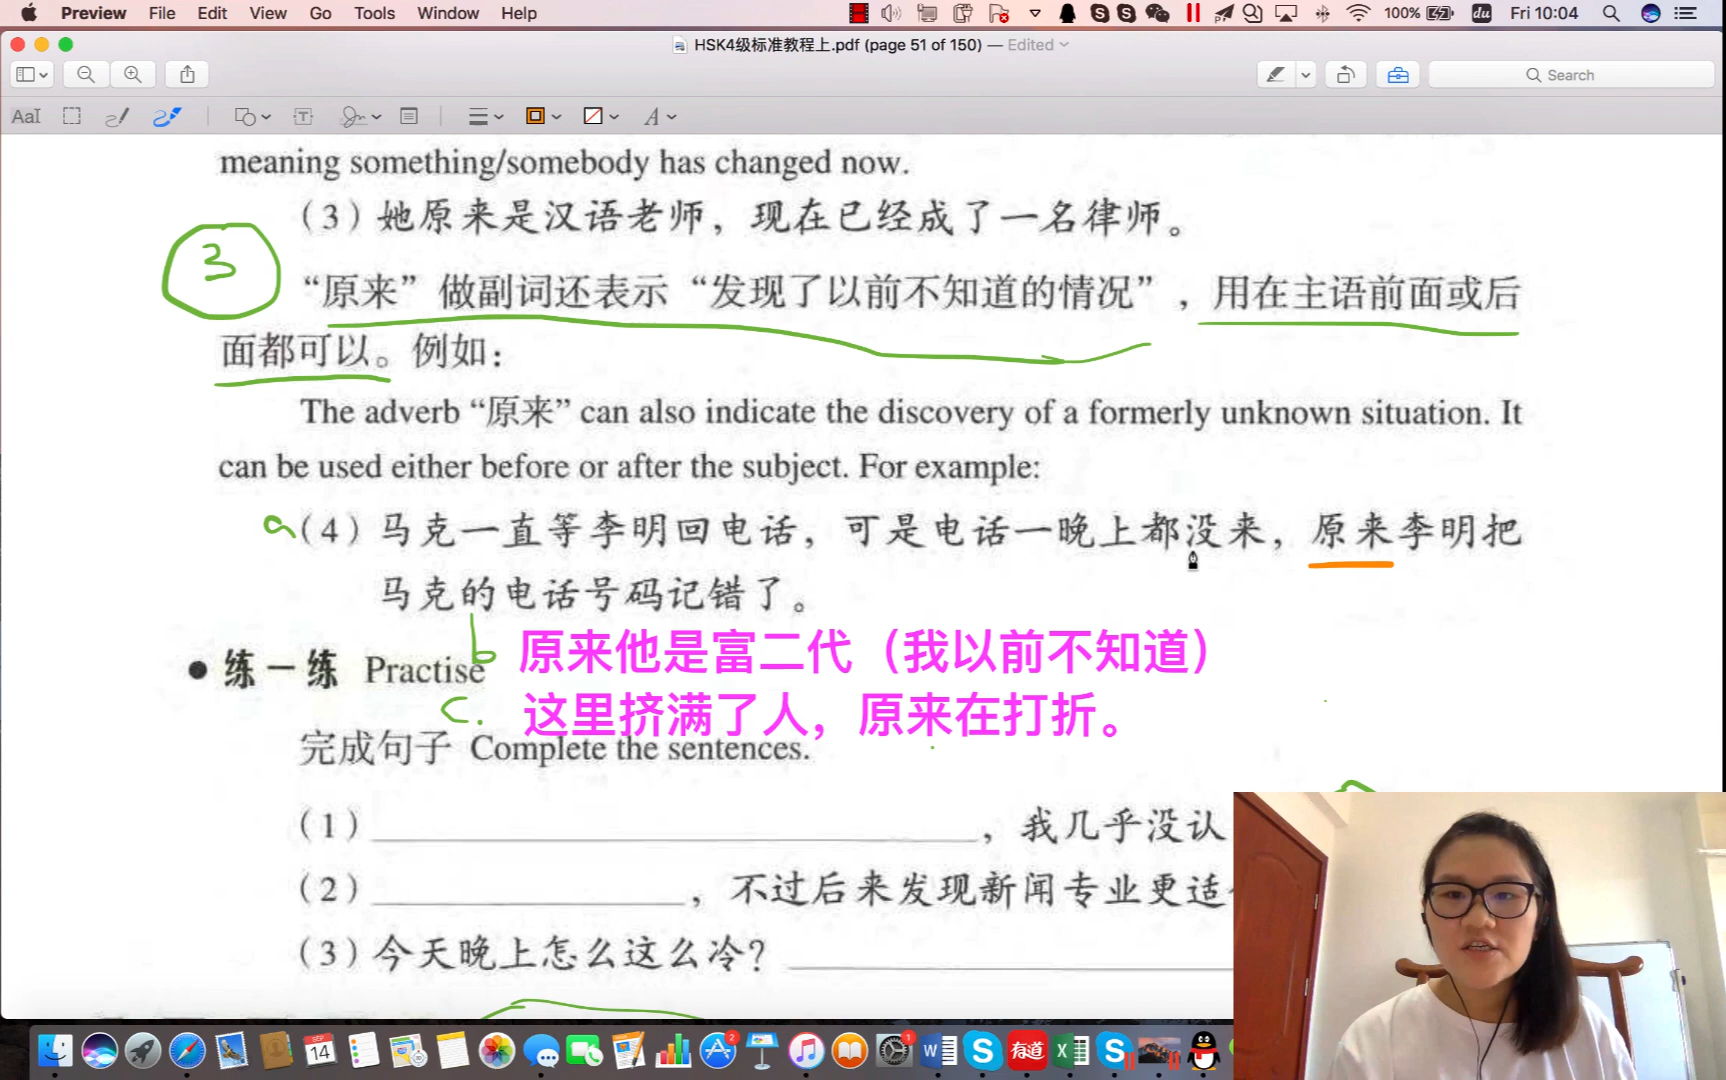 Preview File Edit View Go Tools Window Help 100% Fri 10:04
HSK4级标准教程上.pdf (page 51 of 150) — Edited
Search
AaI T A
meaning something/somebody has changed now.
(3) 她原来是汉语老师，现在已经成了一名律师。
3
“原来”做副词还表示“发现了以前不知道的情况”，用在主语前面或后
面都可以。例如：
The adverb “原来” can also indicate the discovery of a formerly unknown situation. It
can be used either before or after the subject. For example:
a (4) 马克一直等李明回电话，可是电话一晚上都没来，原来李明把
马克的电话号码记错了。
b 原来他是富二代（我以前不知道）
● 练一练 Practise
c. 这里挤满了人，原来在打折。
完成句子 Complete the sentences.
(1) ，我几乎没认
(2) ，不过后来发现新闻专业更适
(3) 今天晚上怎么这么冷？
SEP 14 2 1 W S 有道 X S